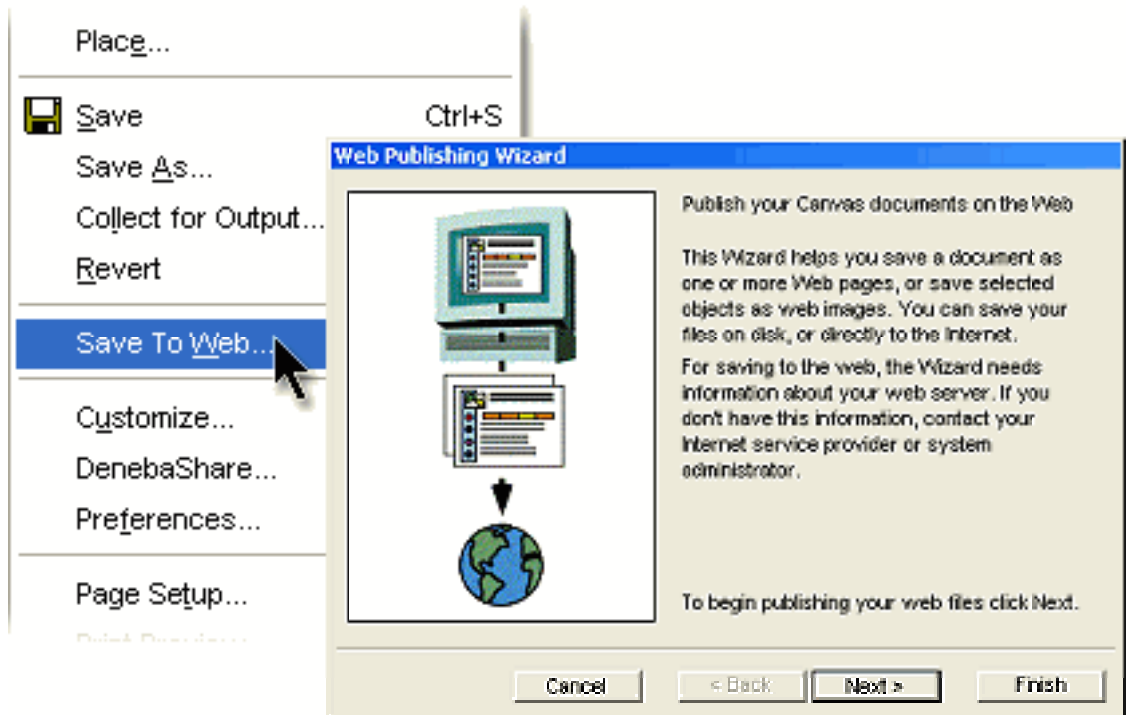 Place...
Save Ctrl+S
Save As...
Collect for Output...
Revert
Save To Web...
Customize...
DenebaShare...
Preferences...
Page Setup...
Print Preview...
Web Publishing Wizard
Publish your Canvas documents on the Web
This Wizard helps you save a document as
one or more Web pages, or save selected
objects as web images. You can save your
files on disk, or directly to the Internet.
For saving to the web, the Wizard needs
information about your web server. If you
don't have this information, contact your
Internet service provider or system
administrator.
To begin publishing your web files click Next.
Cancel < Back Next > Finish